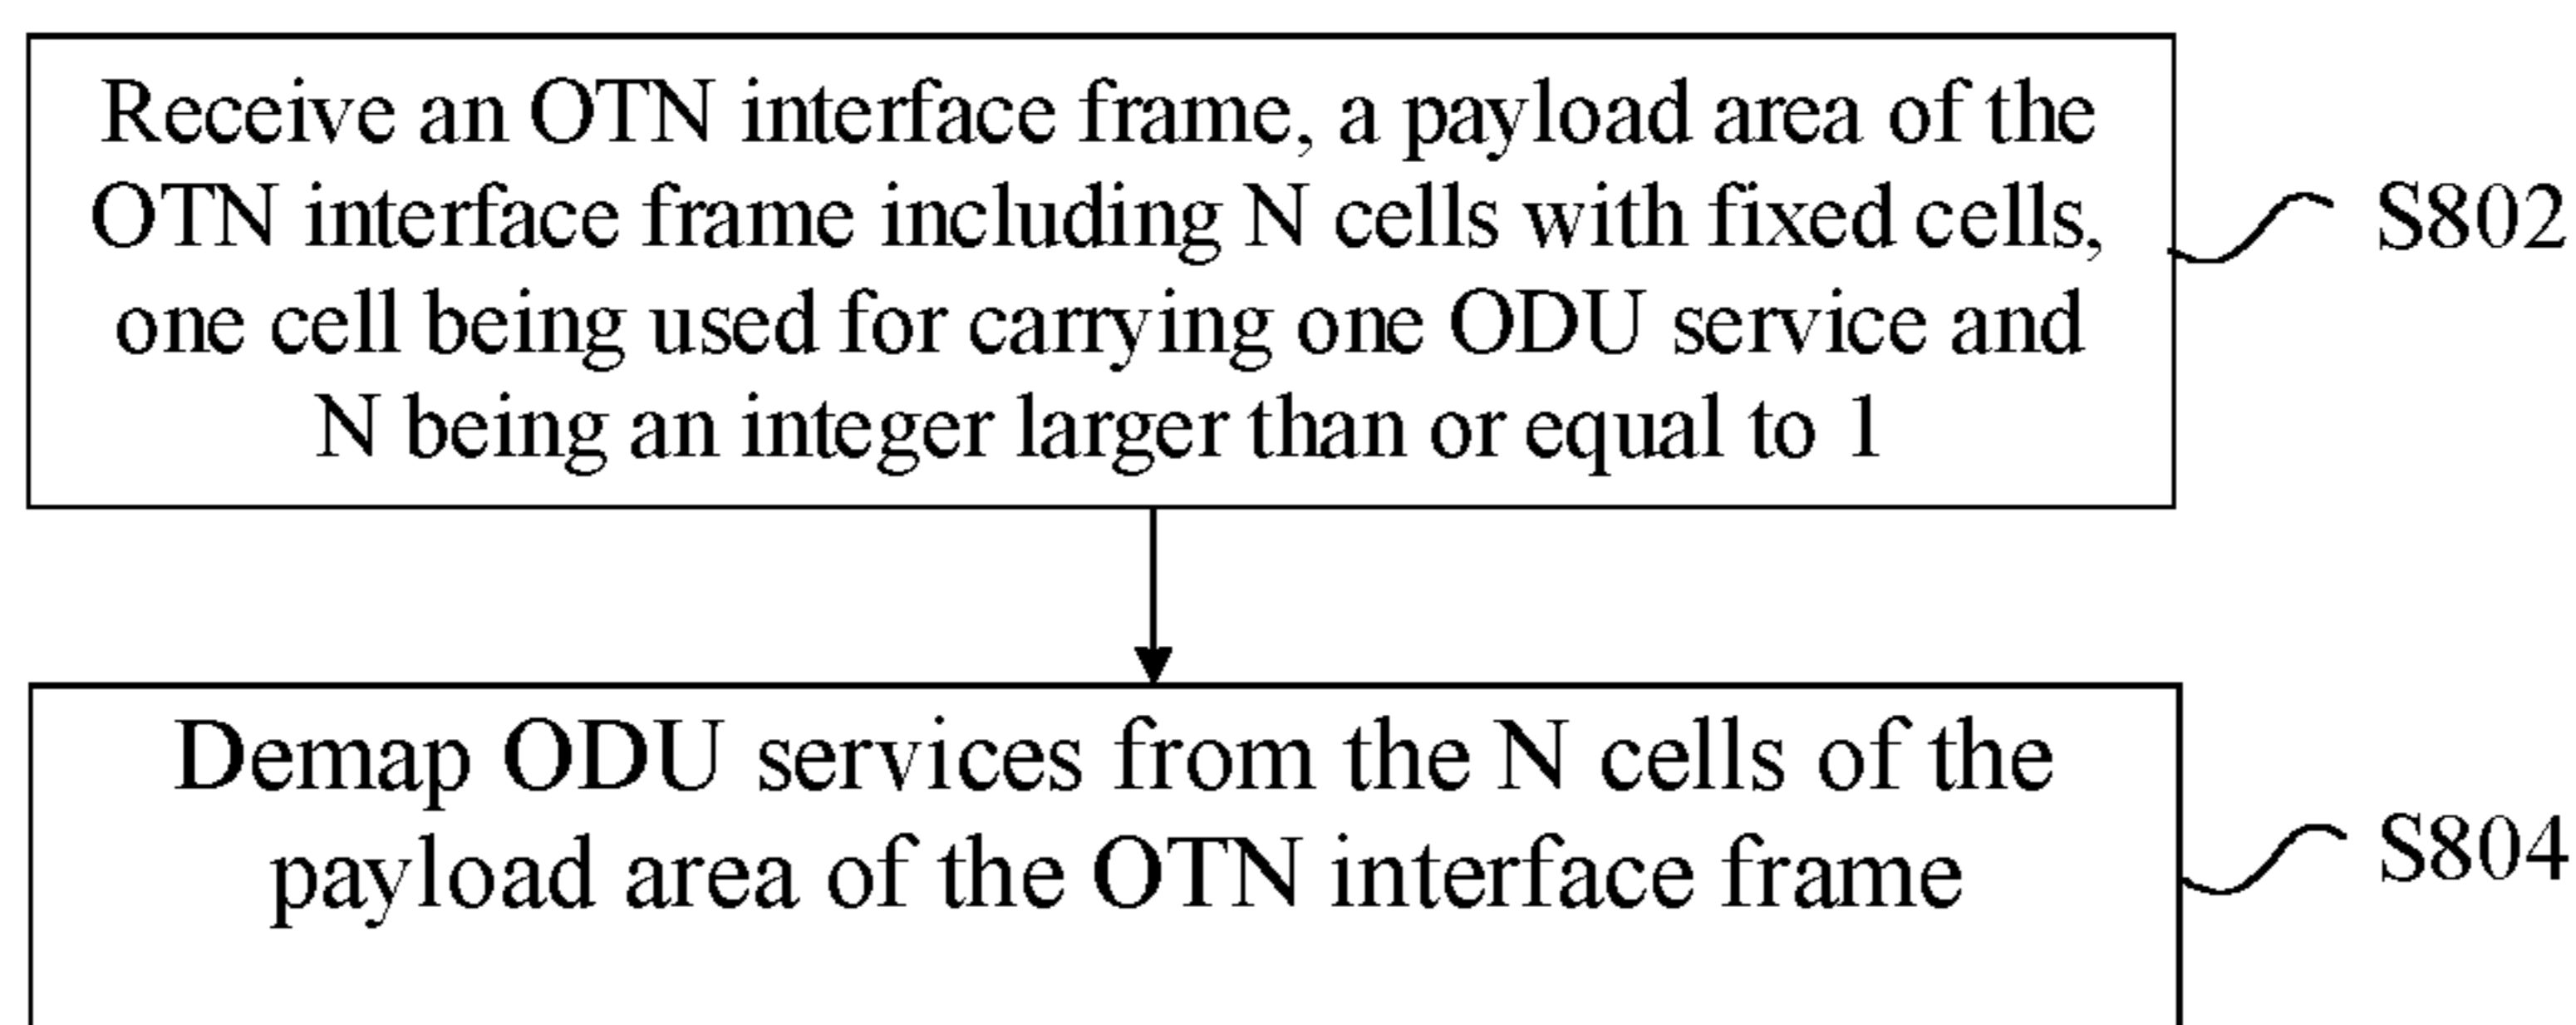 Receive an OTN interface frame, a payload area of the
OTN interface frame including N cells with fixed cells,
one cell being used for carrying one ODU service and
N being an integer larger than or equal to 1
S802
Demap ODU services from the N cells of the
payload area of the OTN interface frame
S804